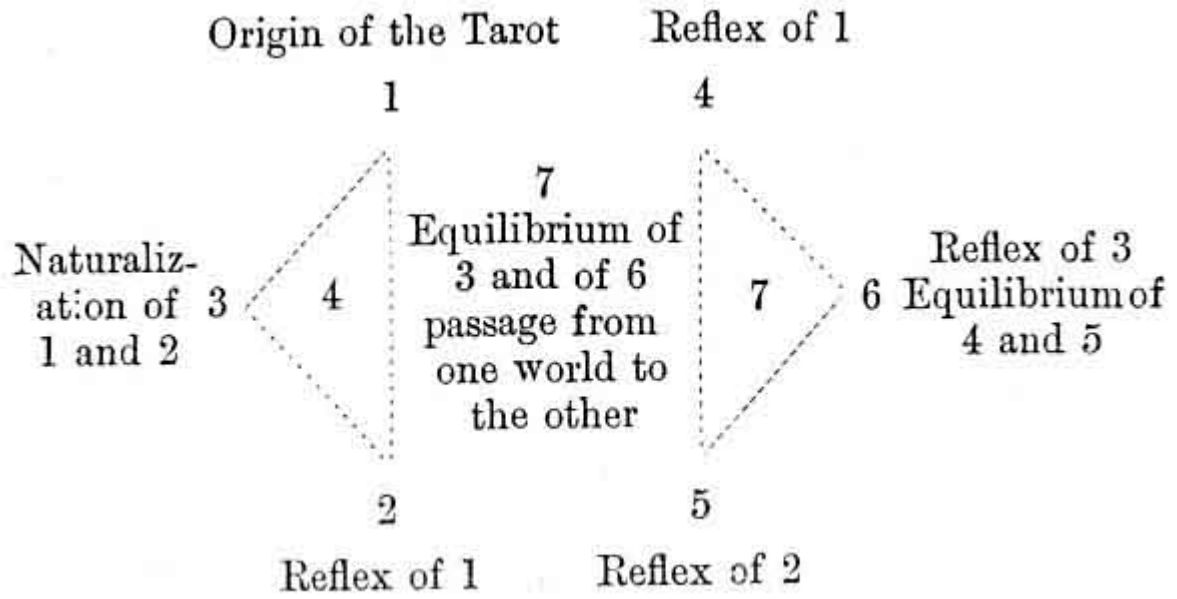 Origin of the Tarot
Reflex of 1
1
4
7
Equilibrium of
3 and of 6
passage from
one world to
the other
Naturaliz-
ation of
1 and 2
3
4
7
6
Reflex of 3
Equilibrium of
4 and 5
2
5
Reflex of 1
Reflex of 2